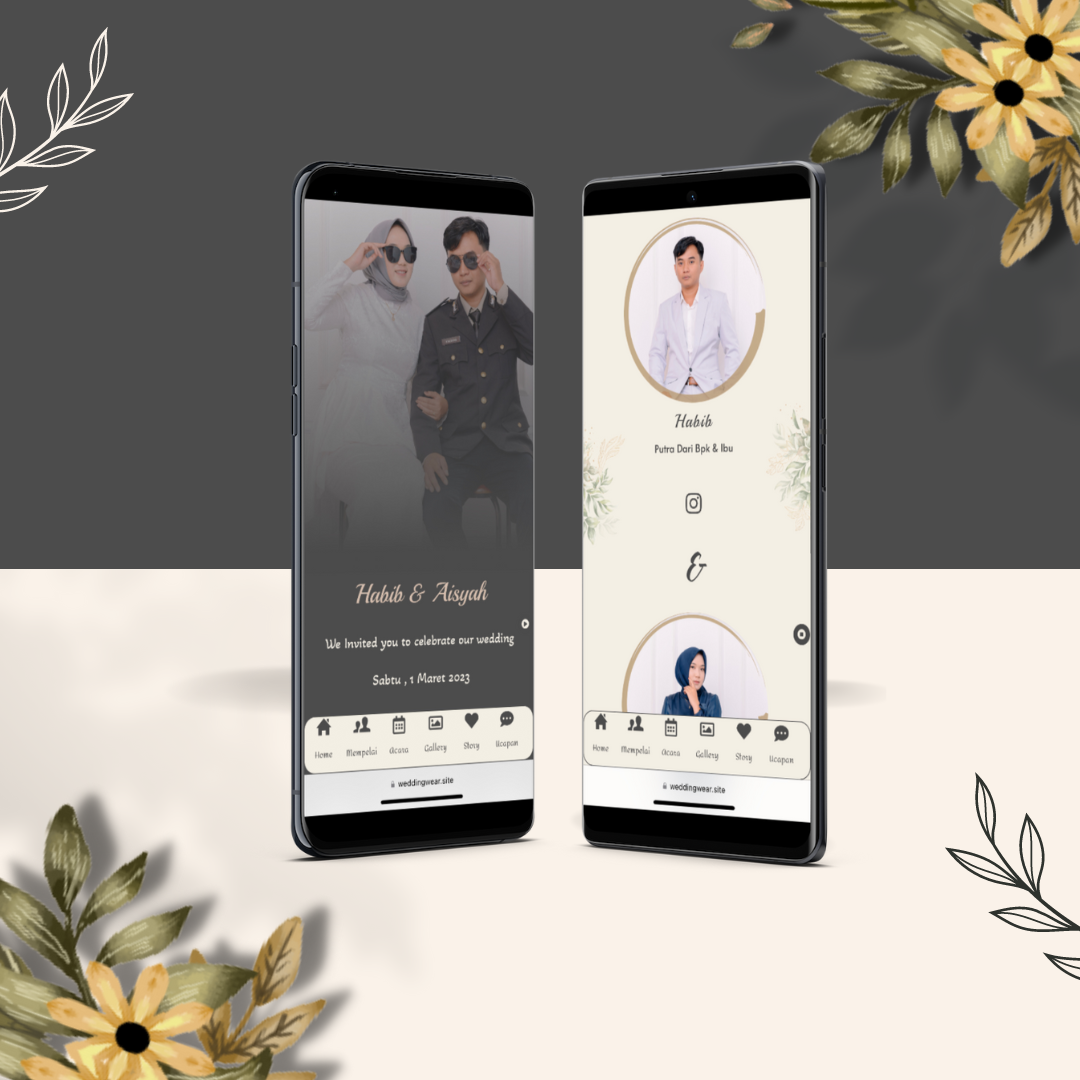 Habib & Aisyah
We Invited you to celebrate our wedding
Sabtu , 1 Maret 2023
Home Mempelai Acara Gallery Story Ucapan
weddingwear.site
Habib
Putra Dari Bpk & Ibu
&
Home Mempelai Acara Gallery Story Ucapan
weddingwear.site